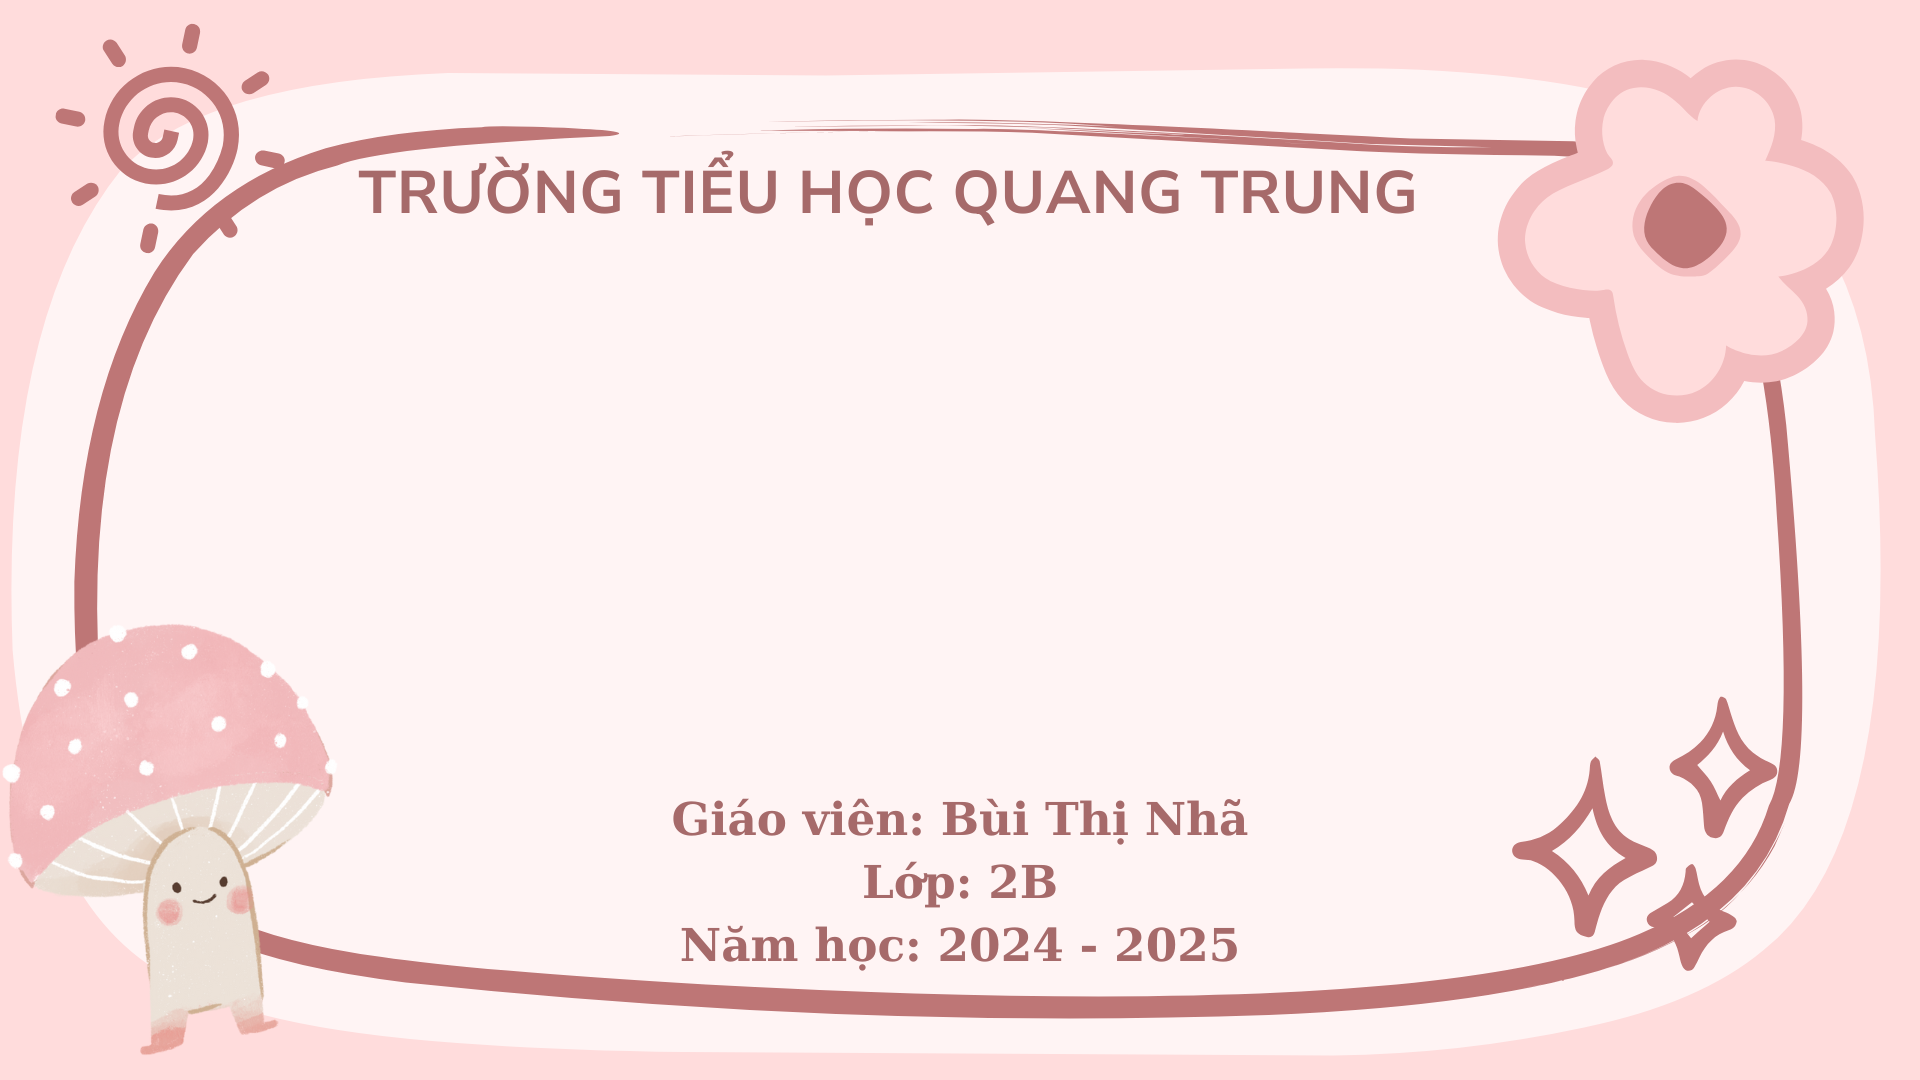 TRƯỜNG TIỂU HỌC QUANG TRUNG
Giáo viên: Bùi Thị Nhã
Lớp: 2B
Năm học: 2024 - 2025